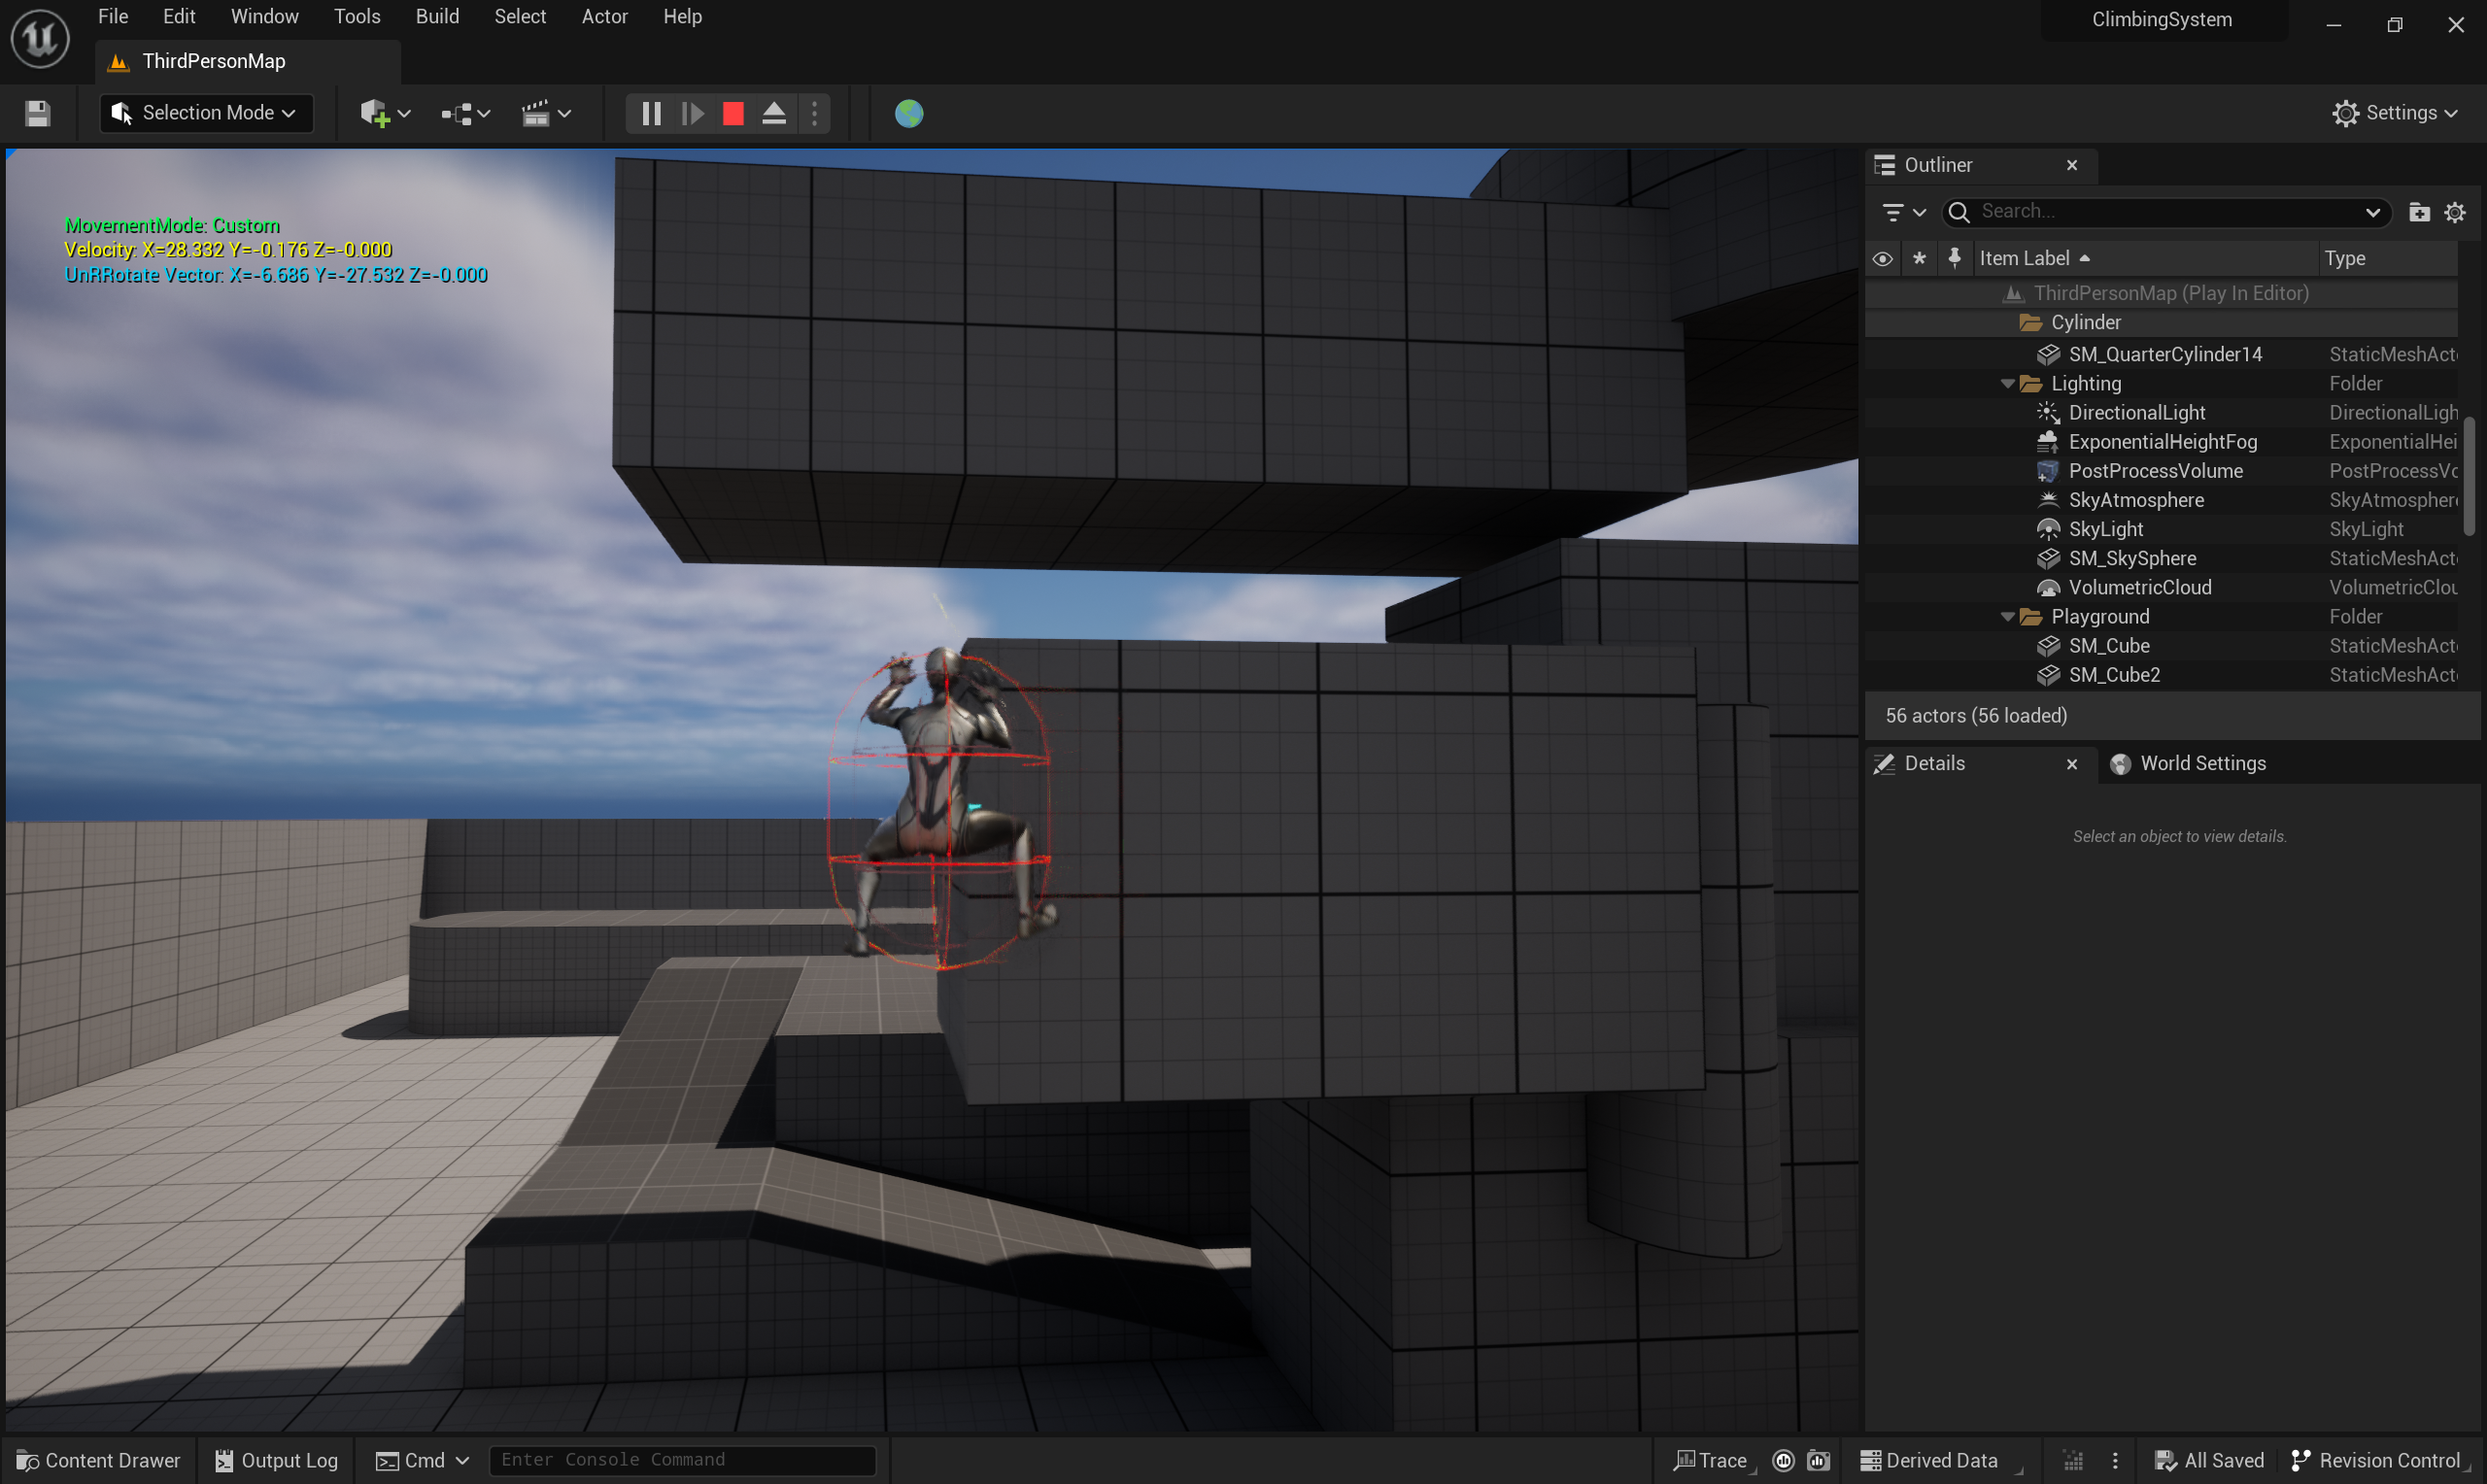 File Edit Window Tools Build Select Actor Help
ClimbingSystem
ThirdPersonMap
Selection Mode
Settings
MovementMode: Custom
Velocity: X=28.332 Y=-0.176 Z=-0.000
UnRRotate Vector: X=-6.686 Y=-27.532 Z=-0.000
Outliner
Search...
Item Label Type
ThirdPersonMap (Play In Editor)
Cylinder
SM_QuarterCylinder14 StaticMeshAct
Lighting Folder
DirectionalLight DirectionalLigh
ExponentialHeightFog ExponentialHei
PostProcessVolume PostProcessVo
SkyAtmosphere SkyAtmospher
SkyLight SkyLight
SM_SkySphere StaticMeshAct
VolumetricCloud VolumetricClou
Playground Folder
SM_Cube StaticMeshAct
SM_Cube2 StaticMeshAct
56 actors (56 loaded)
Details World Settings
Select an object to view details.
Content Drawer Output Log Cmd Enter Console Command Trace Derived Data All Saved Revision Control